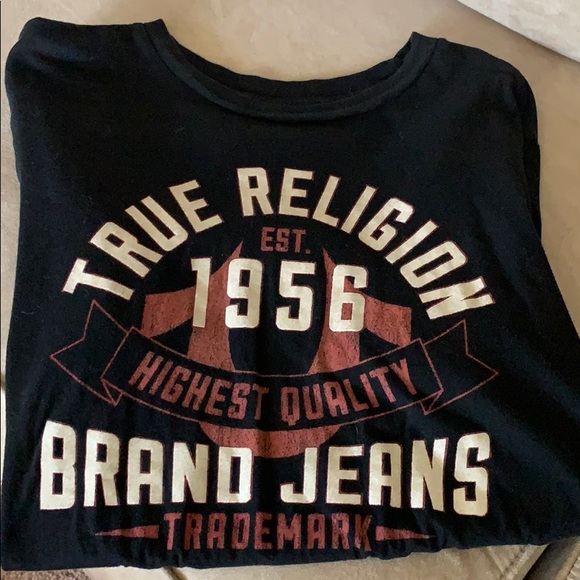 TRUE RELIGION
EST.
1956
HIGHEST QUALITY
BRAND JEANS
TRADEMARK